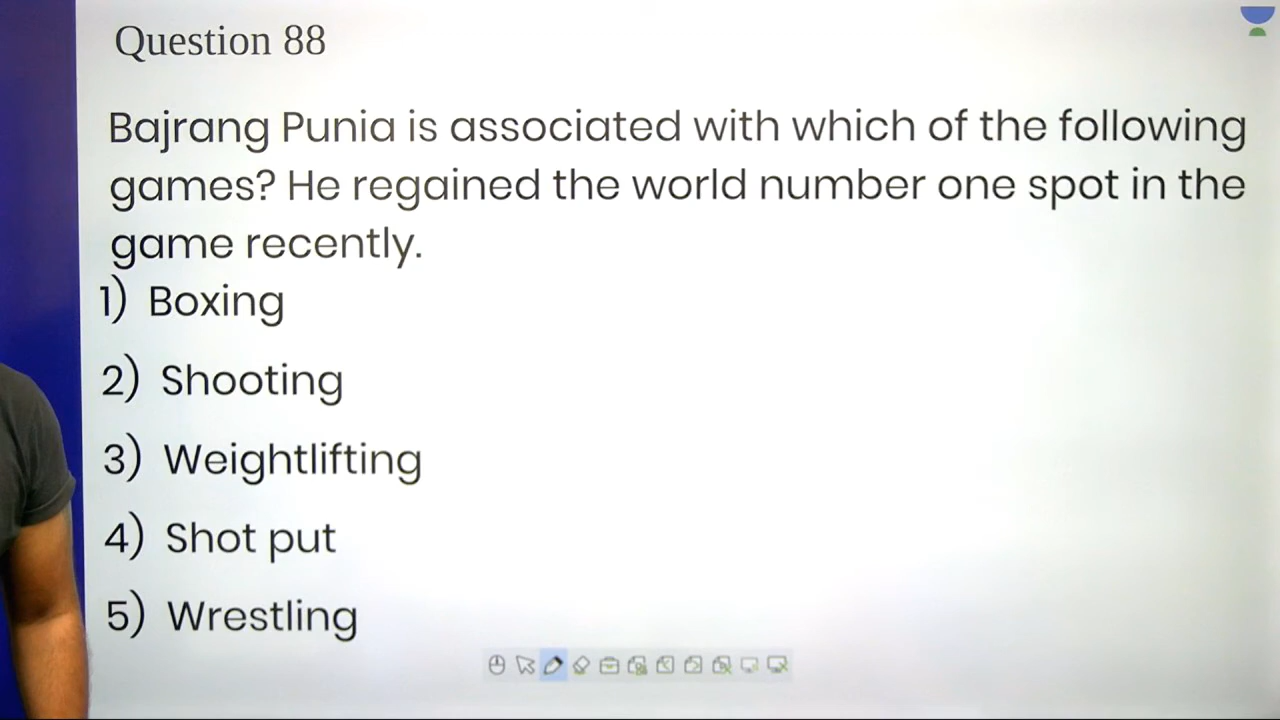 Question 88
Bajrang Punia is associated with which of the following
games? He regained the world number one spot in the
game recently.
1) Boxing
2) Shooting
3) Weightlifting
4) Shot put
5) Wrestling